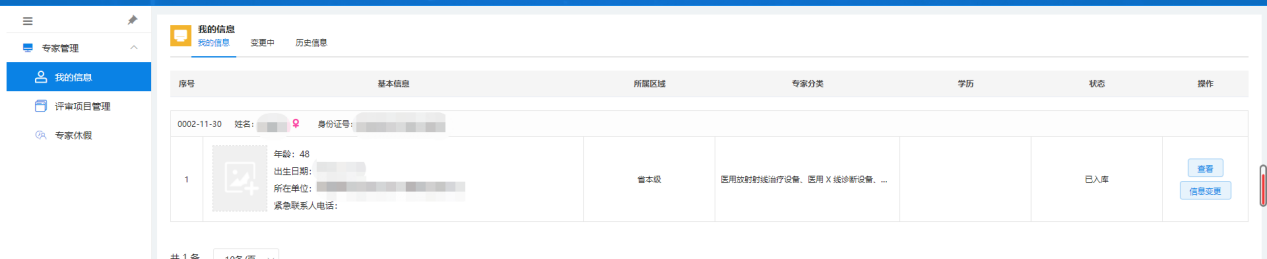 我的信息
我的信息 变更中 历史信息
专家管理
我的信息
评审项目管理
专家休假
序号 基本信息 所属区域 专家分类 学历 状态 操作
0002-11-30 姓名： 身份证号：
1
年龄：48
出生日期：
所在单位：
紧急联系人电话：
省本级
医用放射射线治疗设备、医用 X 线诊断设备、...
已入库
查看
信息变更
共 1 条 10条/页